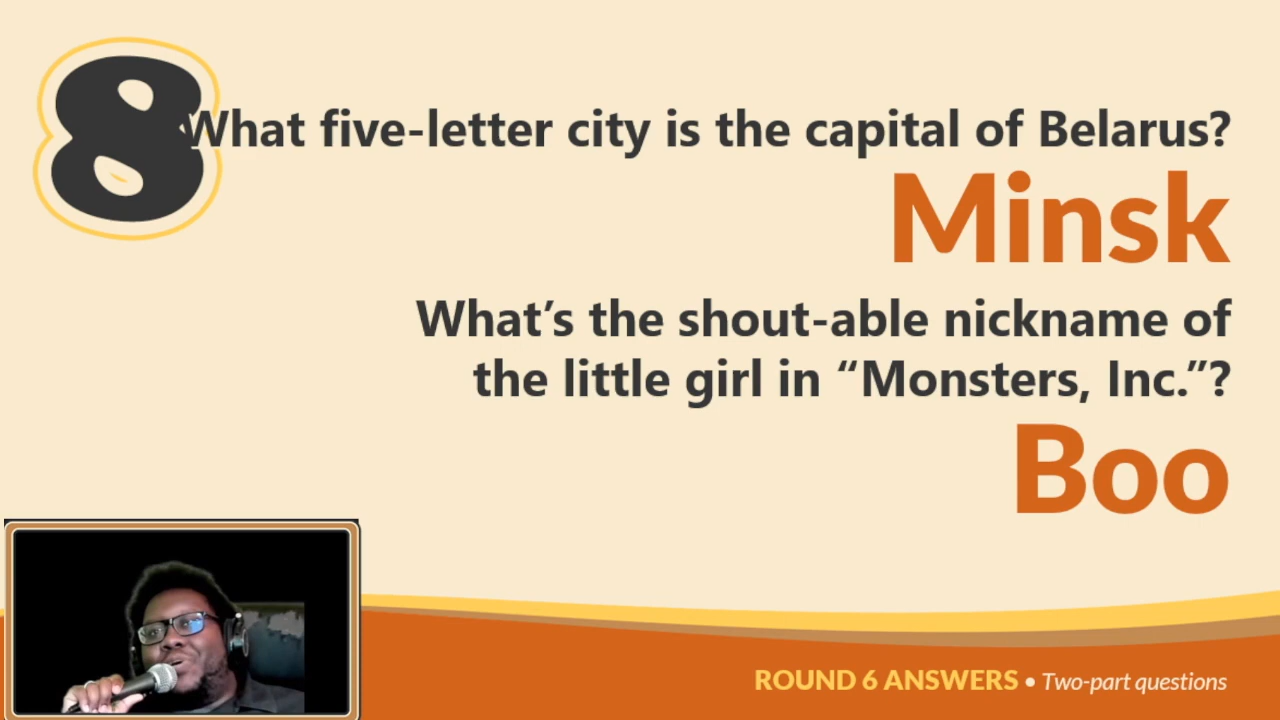 8
What five-letter city is the capital of Belarus?
Minsk
What’s the shout-able nickname of
the little girl in “Monsters, Inc.”?
Boo
ROUND 6 ANSWERS • Two-part questions